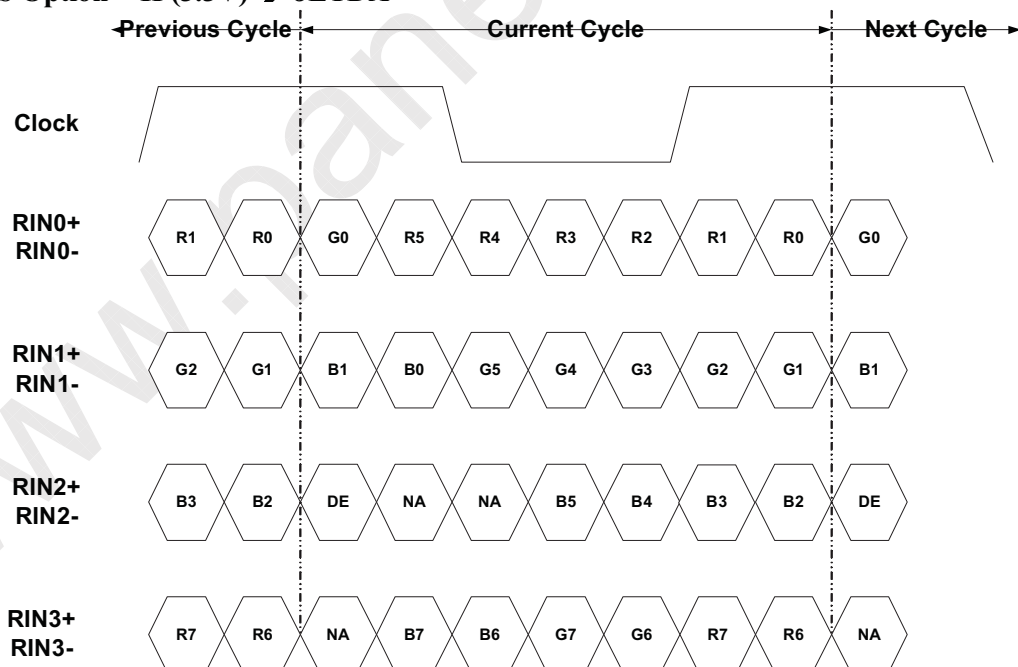 (3.3V)
Previous Cycle Current Cycle Next Cycle
Clock
RIN0+
RIN0-
R1 R0 G0 R5 R4 R3 R2 R1 R0 G0
RIN1+
RIN1-
G2 G1 B1 B0 G5 G4 G3 G2 G1 B1
RIN2+
RIN2-
B3 B2 DE NA NA B5 B4 B3 B2 DE
RIN3+
RIN3-
R7 R6 NA B7 B6 G7 G6 R7 R6 NA